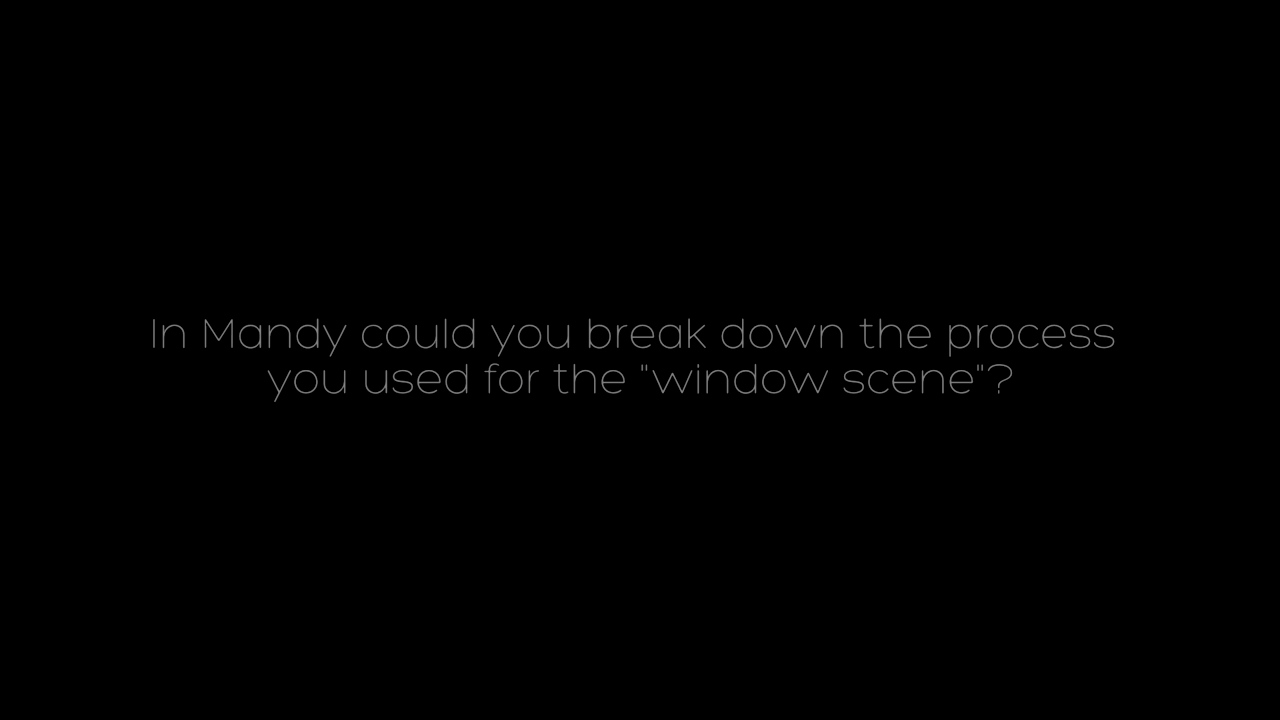 In Mandy could you break down the process
you used for the "window scene"?